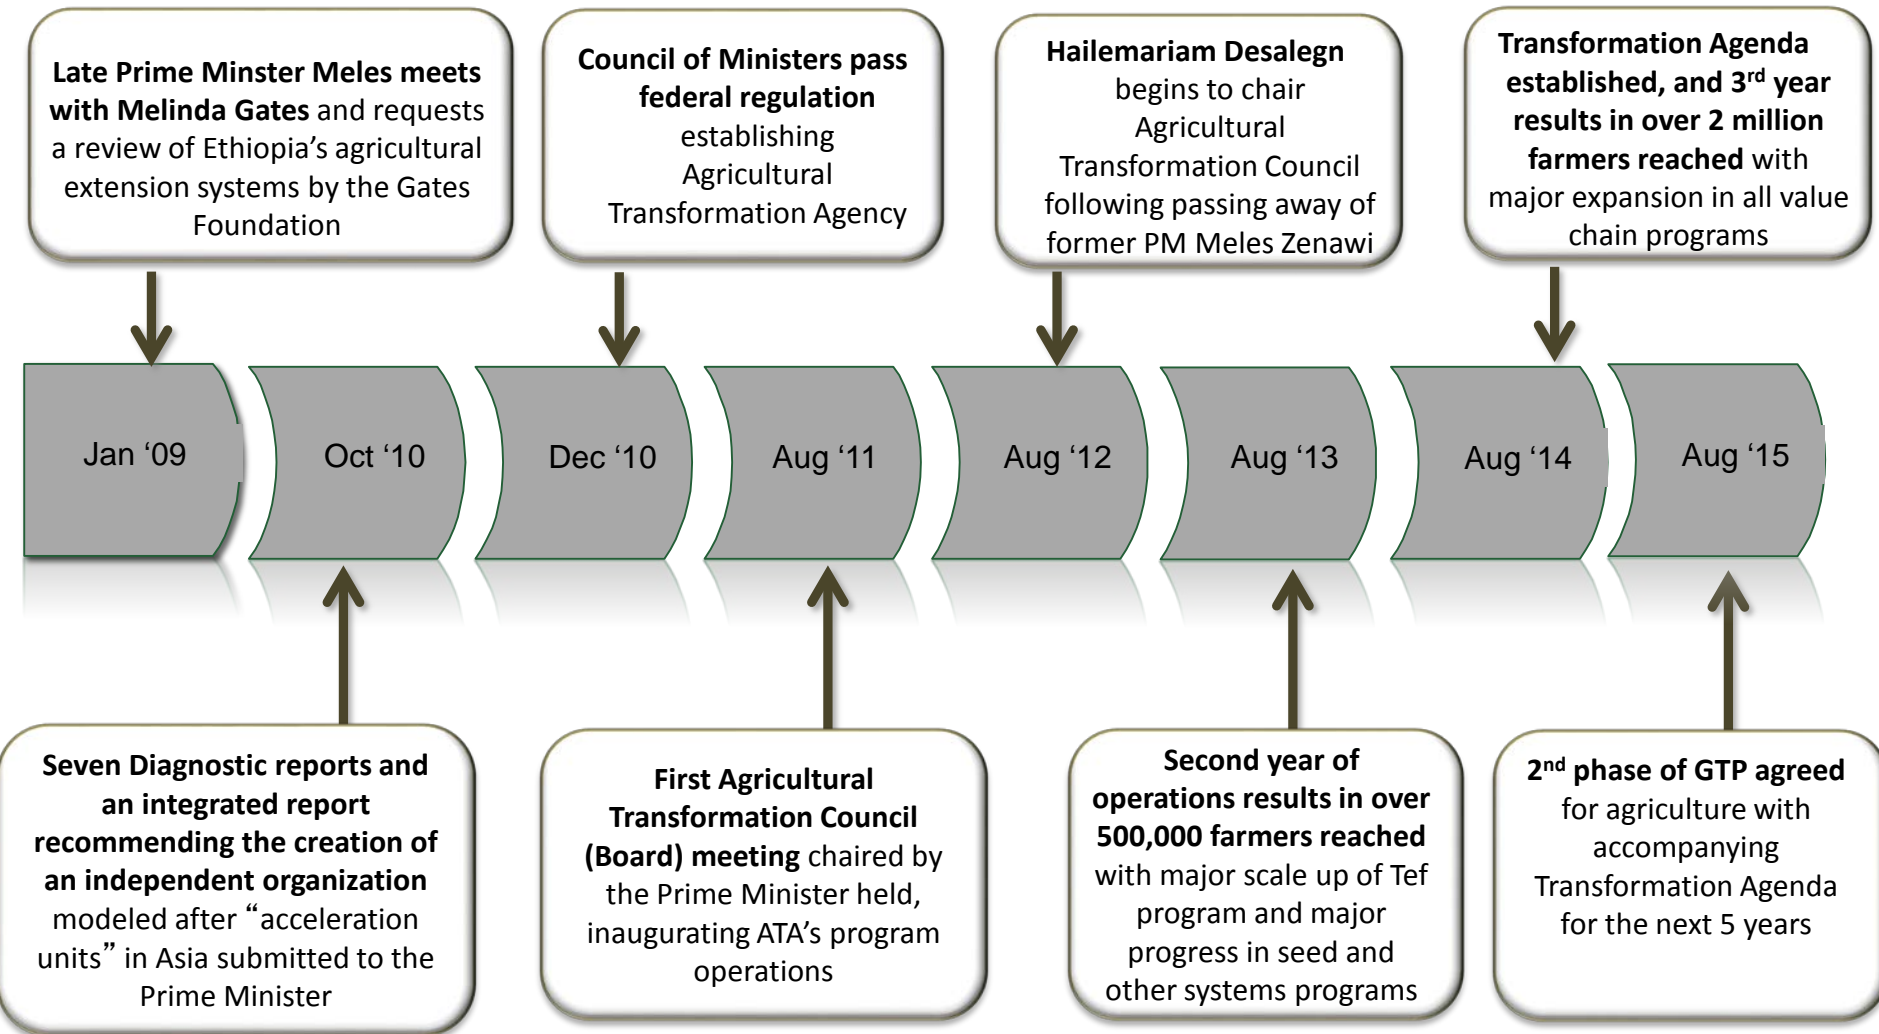 Late Prime Minster Meles meets
with Melinda Gates and requests
a review of Ethiopia’s agricultural
extension systems by the Gates
Foundation
Council of Ministers pass
federal regulation
establishing
Agricultural
Transformation Agency
Hailemariam Desalegn
begins to chair
Agricultural
Transformation Council
following passing away of
former PM Meles Zenawi
Transformation Agenda
established, and 3rd year
results in over 2 million
farmers reached with
major expansion in all value
chain programs
Jan ‘09
Oct ‘10
Dec ‘10
Aug ‘11
Aug ‘12
Aug ‘13
Aug ‘14
Aug ‘15
Seven Diagnostic reports and
an integrated report
recommending the creation of
an independent organization
modeled after “acceleration
units” in Asia submitted to the
Prime Minister
First Agricultural
Transformation Council
(Board) meeting chaired by
the Prime Minister held,
inaugurating ATA’s program
operations
Second year of
operations results in over
500,000 farmers reached
with major scale up of Tef
program and major
progress in seed and
other systems programs
2nd phase of GTP agreed
for agriculture with
accompanying
Transformation Agenda
for the next 5 years